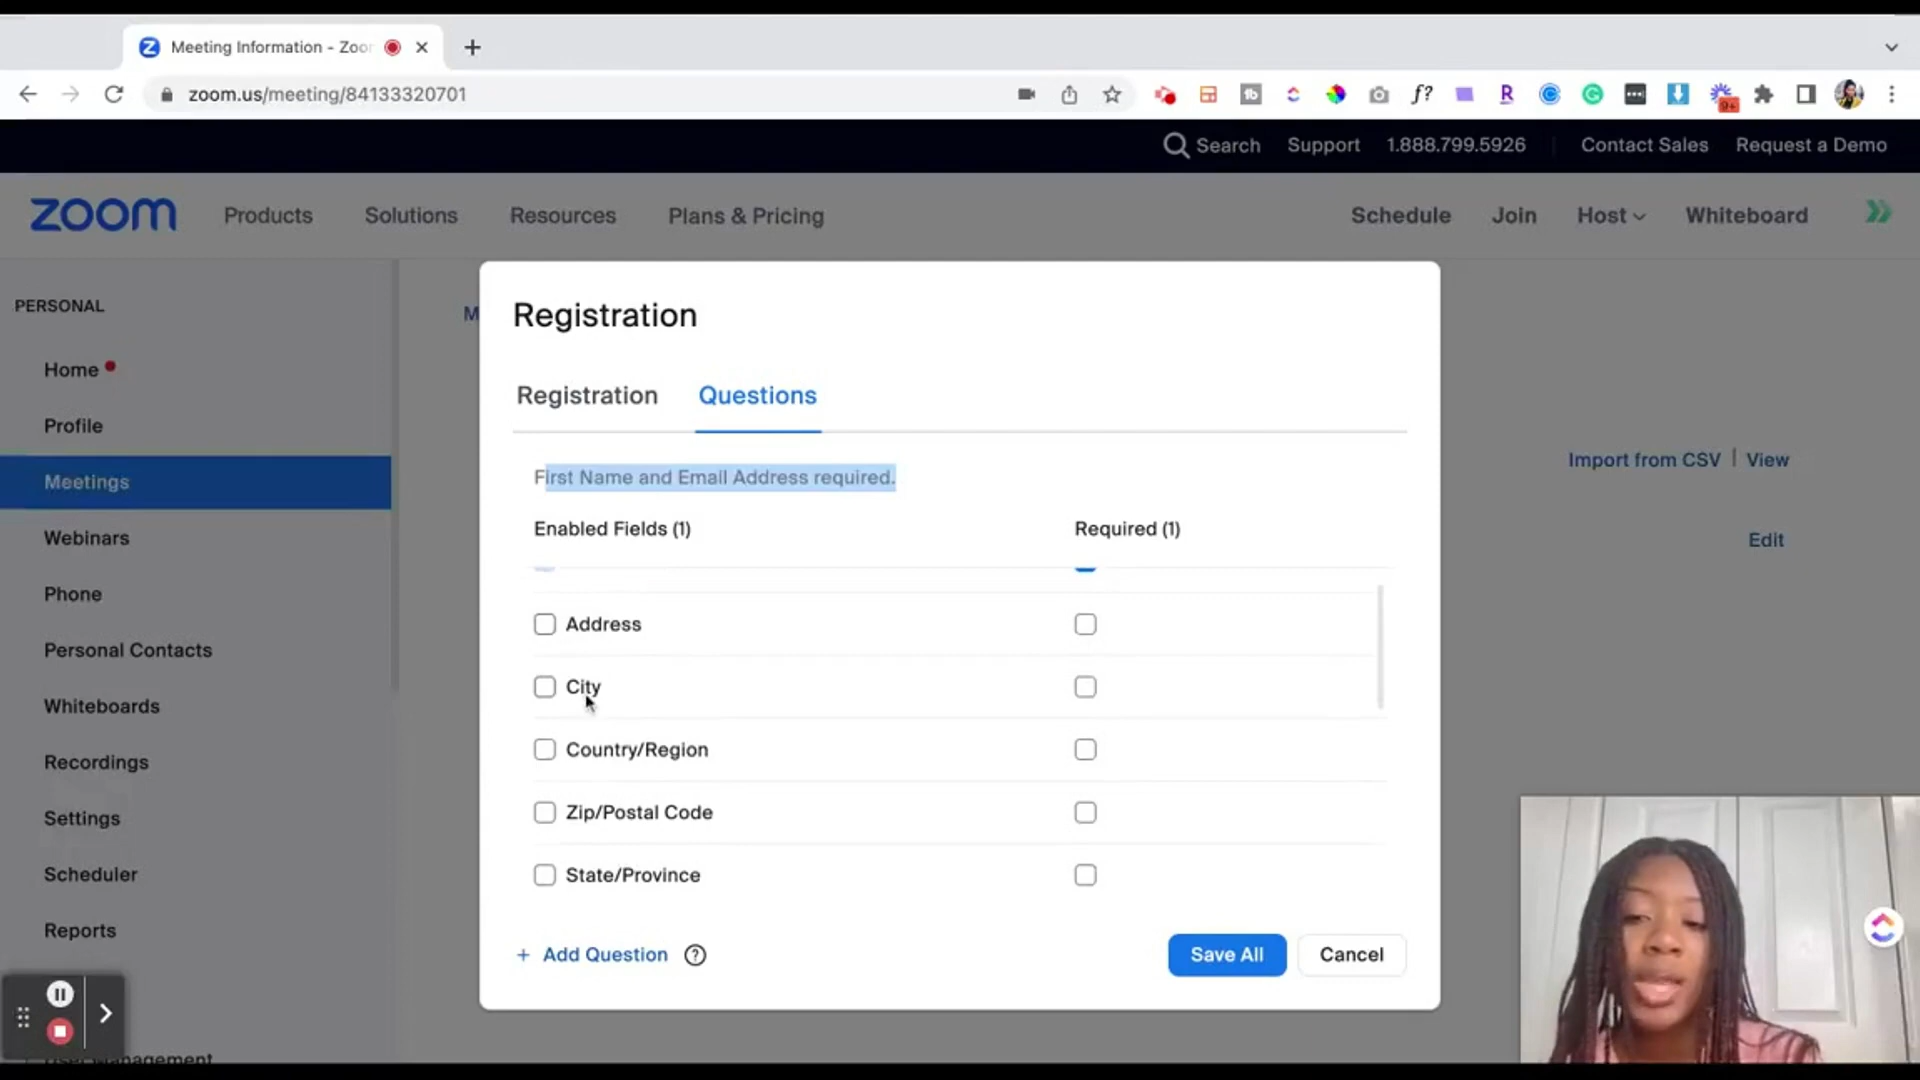 Meeting Information - Zoo
zoom.us/meeting/84133320701
9+
Search
Support
1.888.799.5926
Contact Sales
Request a Demo
zoom
Products
Solutions
Resources
Plans & Pricing
Schedule
Join
Host
Whiteboard
PERSONAL
Home
Profile
Meetings
Webinars
Phone
Personal Contacts
Whiteboards
Recordings
Settings
Scheduler
Reports
User Management
M
Import from CSV | View
Edit
Registration
Registration
Questions
First Name and Email Address required.
Enabled Fields (1)
Required (1)
Address
City
Country/Region
Zip/Postal Code
State/Province
+ Add Question ?
Save All
Cancel